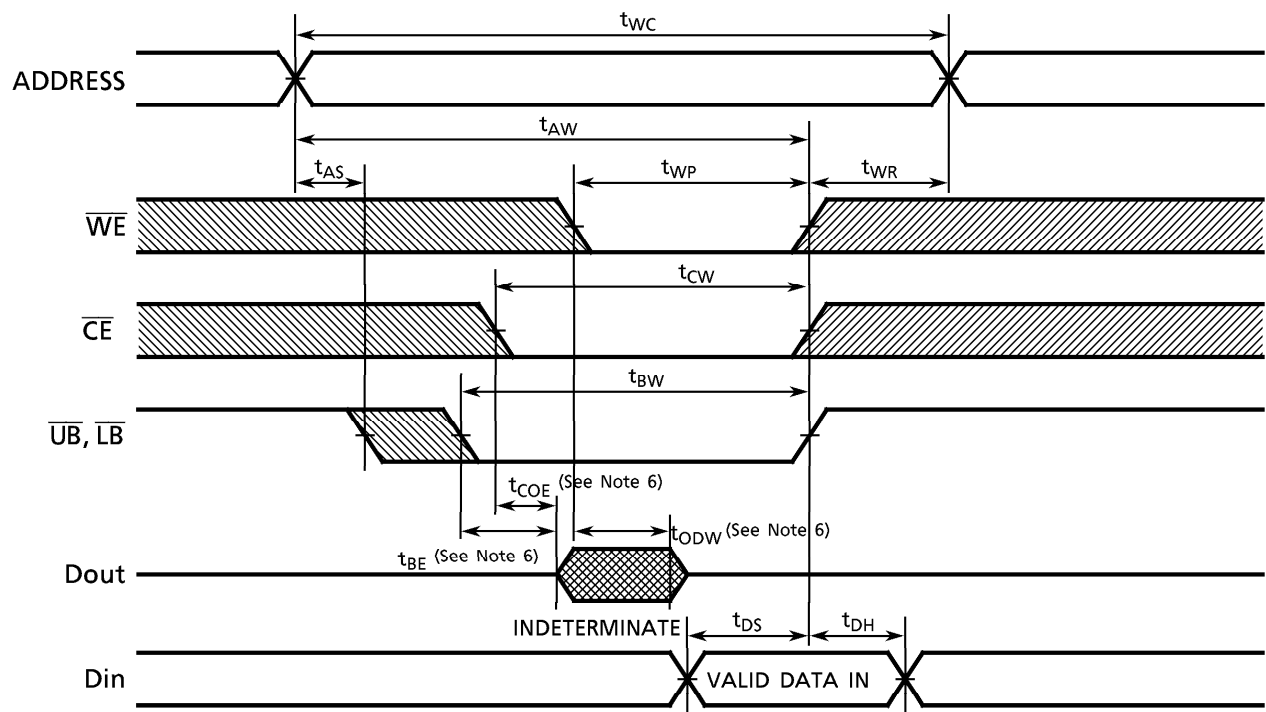 tWC
ADDRESS
tAW
tAS
tWP
tWR
WE
tCW
CE
tBW
UB, LB
tCOE (See Note 6)
tODW (See Note 6)
tBE (See Note 6)
Dout
INDETERMINATE
tDS
tDH
Din
VALID DATA IN